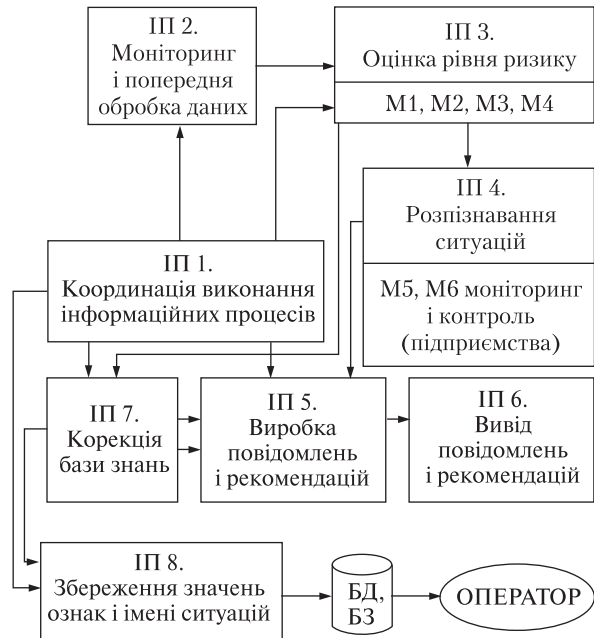 ІП 2.
Моніторинг
і попередня
обробка даних
ІП 3.
Оцінка рівня ризику
М1, М2, М3, М4
ІП 4.
Розпізнавання
ситуацій
М5, М6 моніторинг
і контроль
(підприємства)
ІП 1.
Координація виконання
інформаційних процесів
ІП 7.
Корекція
бази знань
ІП 5.
Виробка
повідомлень
і рекомендацій
ІП 6.
Вивід
повідомлень
і рекомендацій
ІП 8.
Збереження значень
ознак і імені ситуацій
БД,
БЗ
ОПЕРАТОР